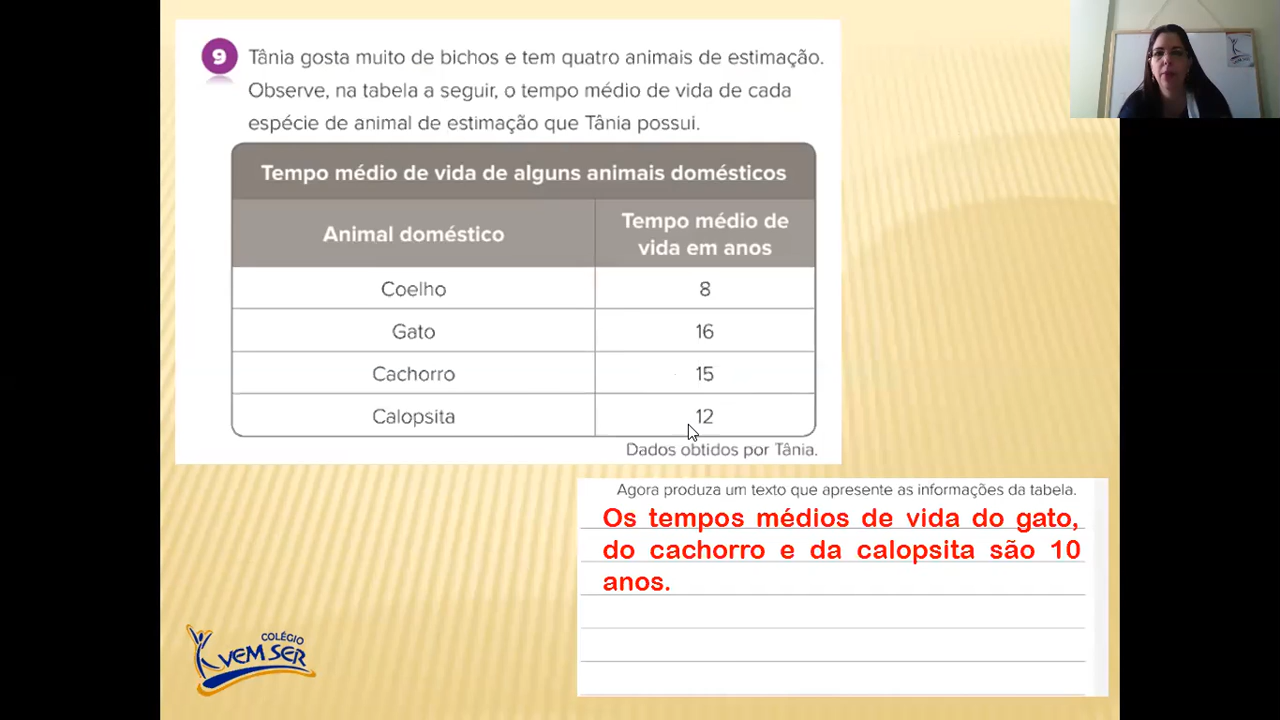 9 Tânia gosta muito de bichos e tem quatro animais de estimação.
Observe, na tabela a seguir, o tempo médio de vida de cada
espécie de animal de estimação que Tânia possui.
Tempo médio de vida de alguns animais domésticos
Animal doméstico
Tempo médio de
vida em anos
Coelho 8
Gato 16
Cachorro 15
Calopsita 12
Dados obtidos por Tânia.
Agora produza um texto que apresente as informações da tabela.
Os tempos médios de vida do gato,
do cachorro e da calopsita são 10
anos.
COLÉGIO
VEM SER